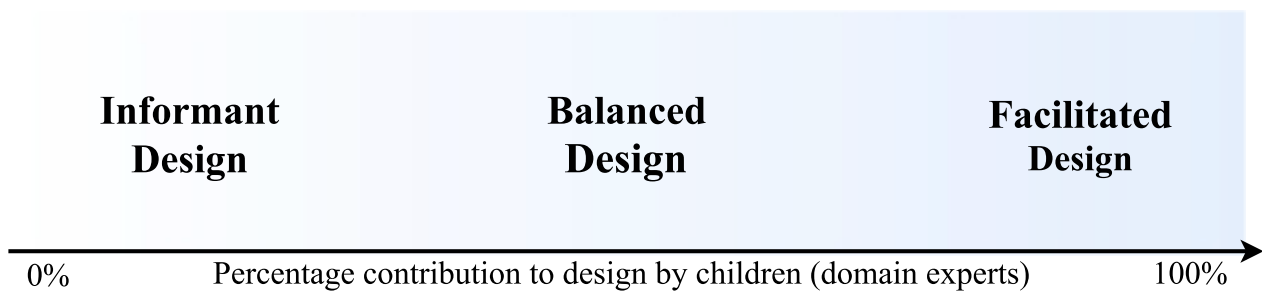 Informant
Design
Balanced
Design
Facilitated
Design
0%
Percentage contribution to design by children (domain experts)
100%